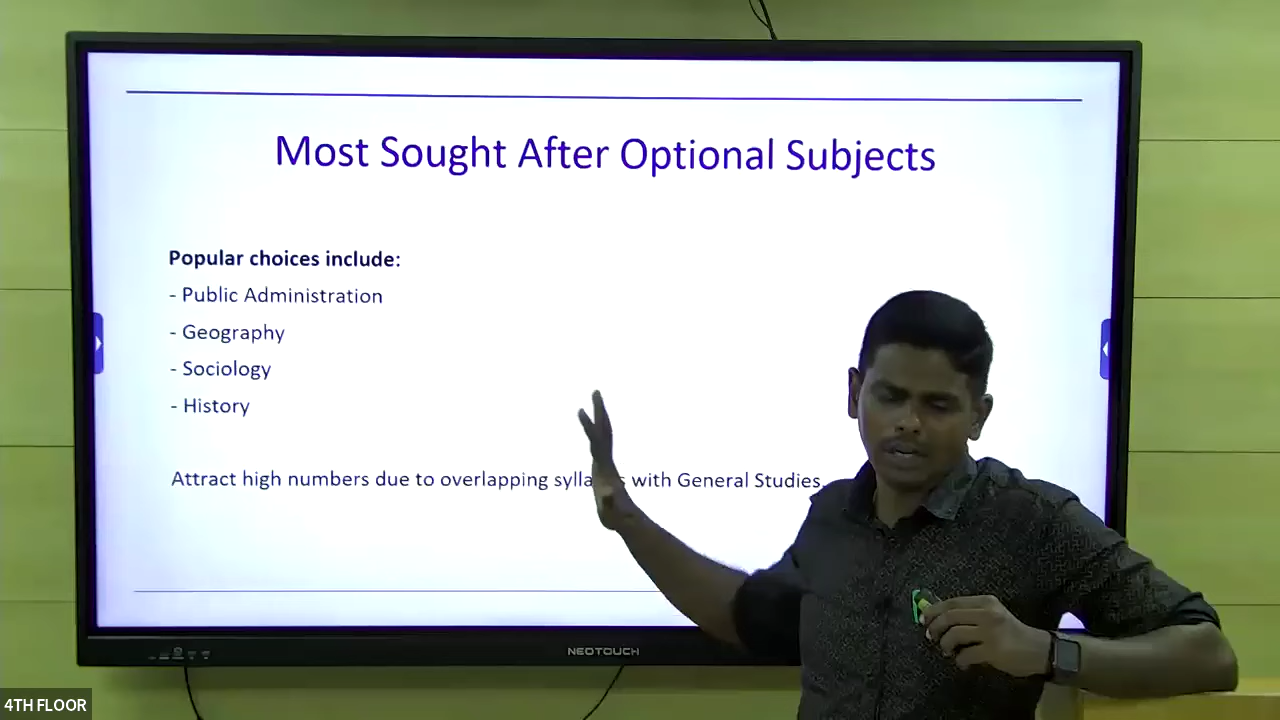 Most Sought After Optional Subjects
Popular choices include:
- Public Administration
- Geography
- Sociology
- History
Attract high numbers due to overlapping with General Studies
NEOTOUCH
4TH FLOOR